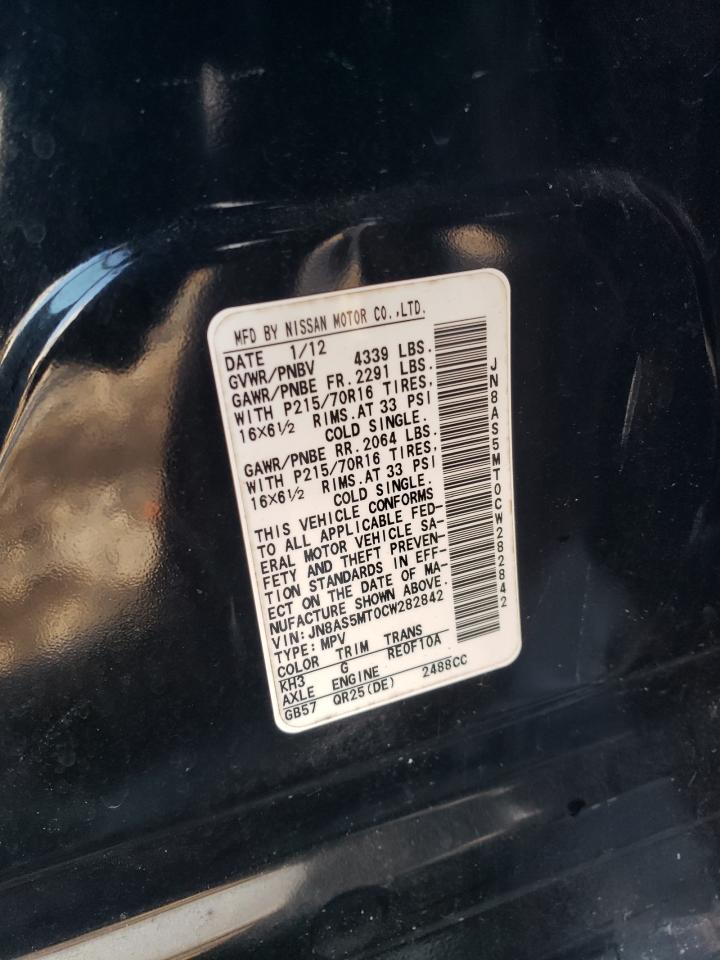 MFD BY NISSAN MOTOR CO.,LTD.
DATE 1/12
GVWR/PNBV 4339 LBS.
GAWR/PNBE FR.2291 LBS.
WITH P215/70R16 TIRES,
16X6½ RIMS.AT 33 PSI
COLD SINGLE.
GAWR/PNBE RR.2064 LBS.
WITH P215/70R16 TIRES,
16X6½ RIMS.AT 33 PSI
COLD SINGLE.
THIS VEHICLE CONFORMS
TO ALL APPLICABLE FED-
ERAL MOTOR VEHICLE SA-
FETY AND THEFT PREVEN-
TION STANDARDS IN EFF-
ECT ON THE DATE OF MA-
NUFACTURE SHOWN ABOVE.
VIN:JN8AS5MT0CW282842
TYPE:MPV
COLOR TRIM TRANS
KH3 G RE0F10A
AXLE ENGINE
GB57 QR25(DE) 2488CC
JN8AS5MT0CW282842